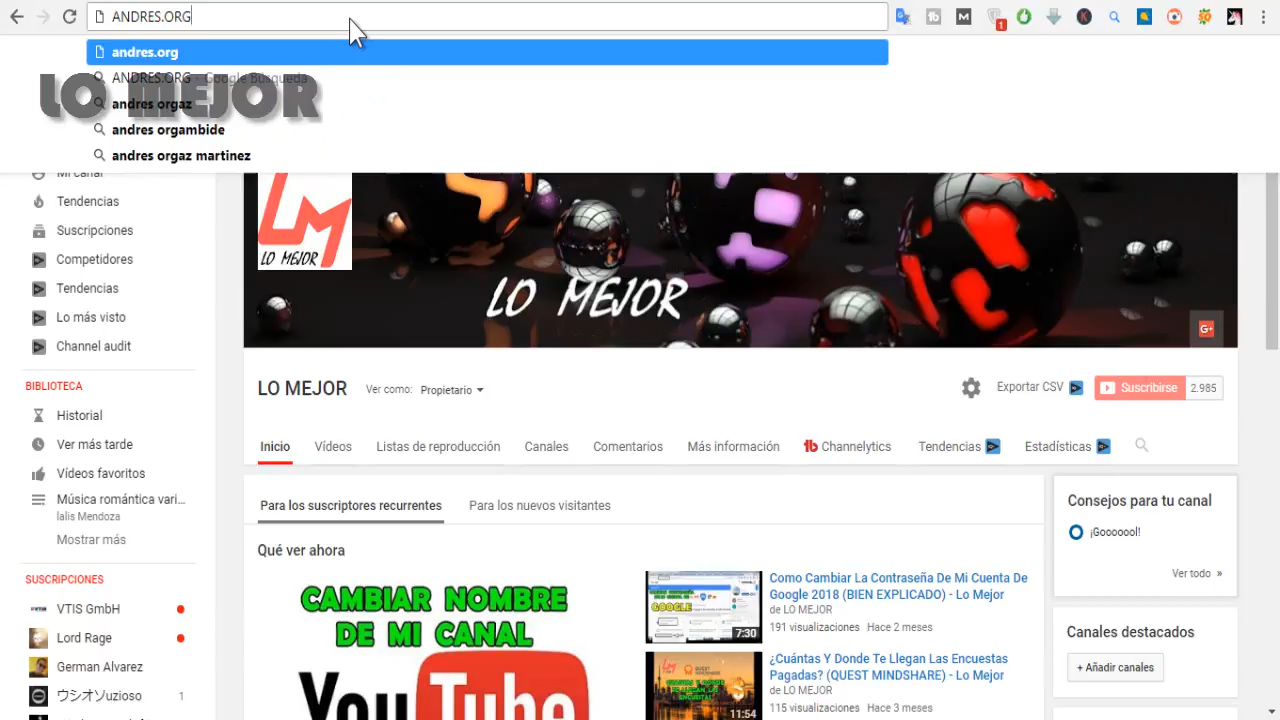 ANDRES.ORG
1
andres.org
ANDRES.ORG - Google Búsqueda
LO MEJOR
andres orgaz
andres orgambide
andres orgaz martinez
Mi canal
Tendencias
Suscripciones
Competidores
Tendencias
Lo más visto
Channel audit
BIBLIOTECA
Historial
Ver más tarde
Vídeos favoritos
Música romántica vari...
lalis Mendoza
Mostrar más
SUSCRIPCIONES
VTIS GmbH
Lord Rage
German Alvarez
ウシオソuzioso 1
LM
LO MEJOR
LO MEJOR
G+
LO MEJOR Ver como: Propietario
Exportar CSV Suscribirse 2.985
Inicio Vídeos Listas de reproducción Canales Comentarios Más información Channelytics Tendencias Estadísticas
Para los suscriptores recurrentes Para los nuevos visitantes
Qué ver ahora
CAMBIAR NOMBRE
DE MI CANAL
YouTube
GOOGLE
7:30
Como Cambiar La Contraseña De Mi Cuenta De
Google 2018 (BIEN EXPLICADO) - Lo Mejor
de LO MEJOR
191 visualizaciones Hace 2 meses
11:54
¿Cuántas Y Donde Te Llegan Las Encuestas
Pagadas? (QUEST MINDSHARE) - Lo Mejor
de LO MEJOR
115 visualizaciones Hace 3 meses
Consejos para tu canal
¡Gooooool!
Ver todo »
Canales destacados
+ Añadir canales